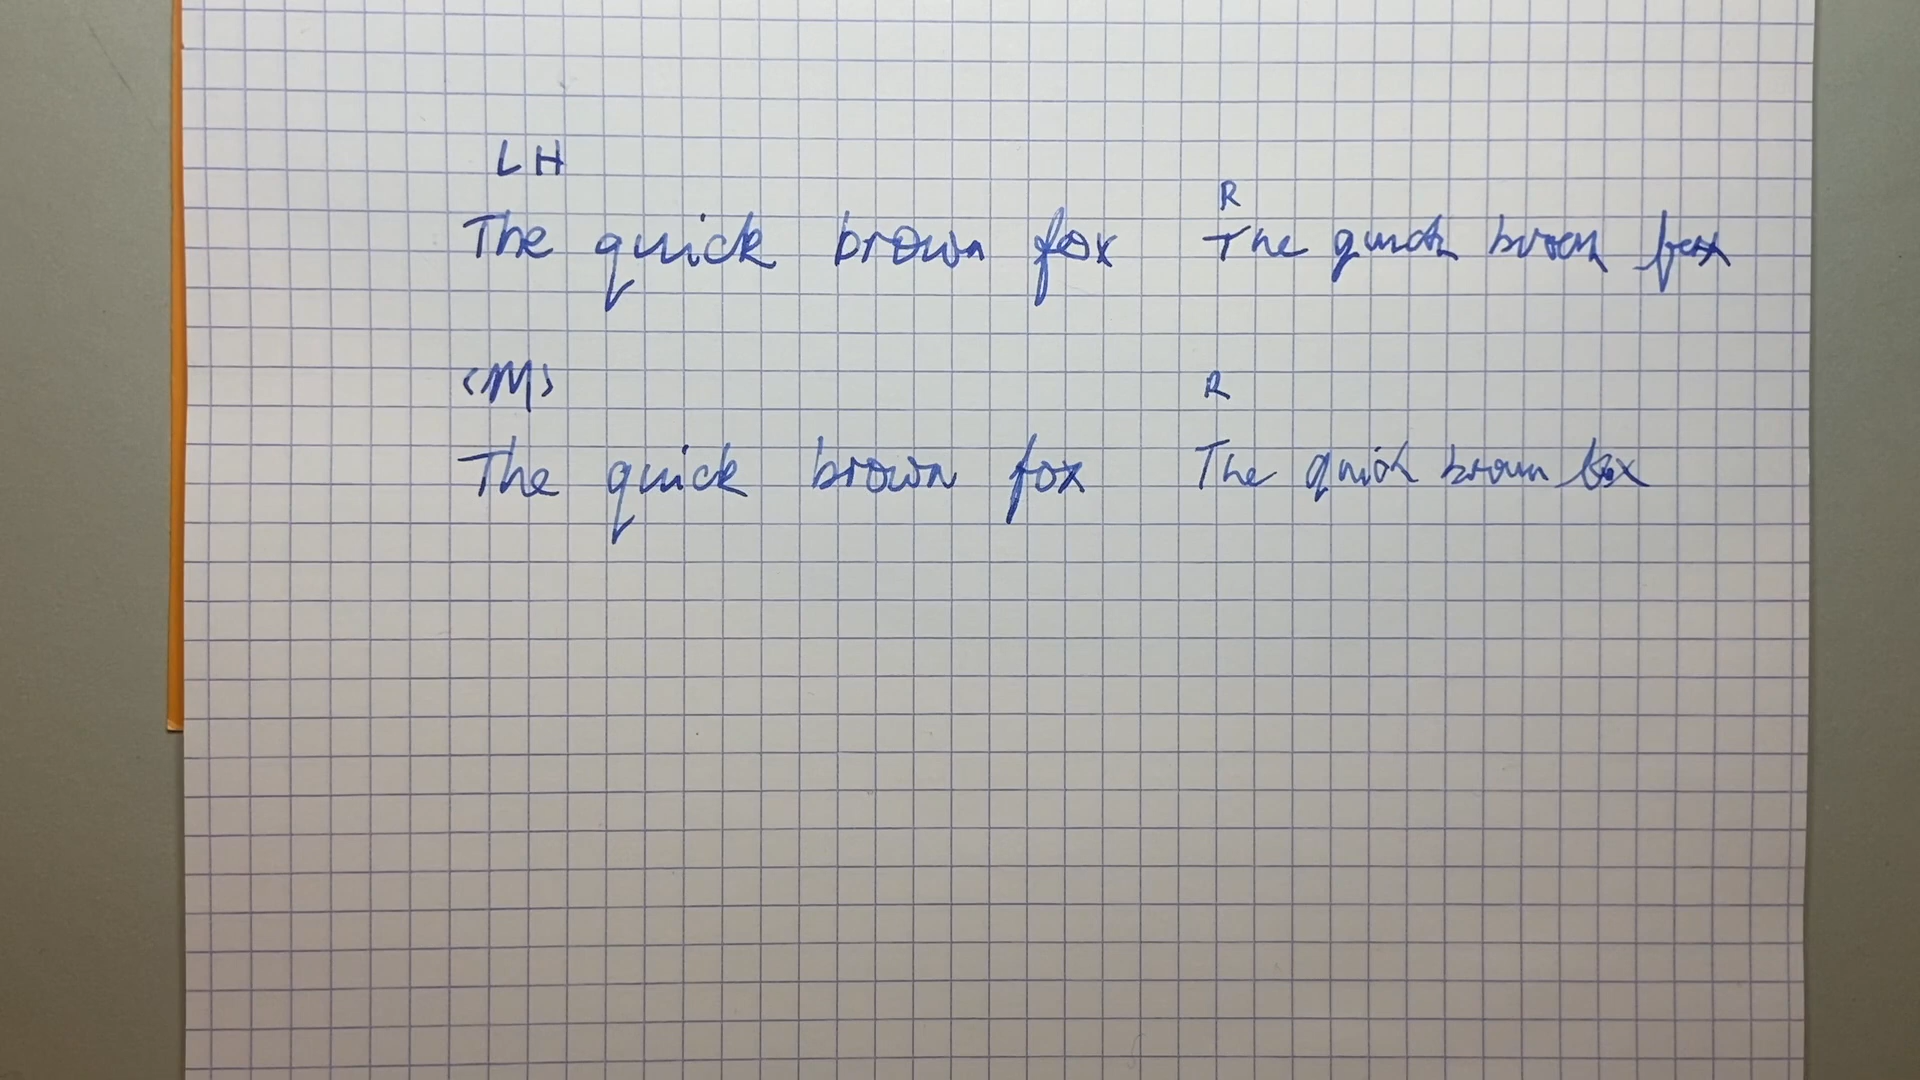 LH
R
The quick brown fox The quick brown fox
<M> R
The quick brown fox The quick brown fox